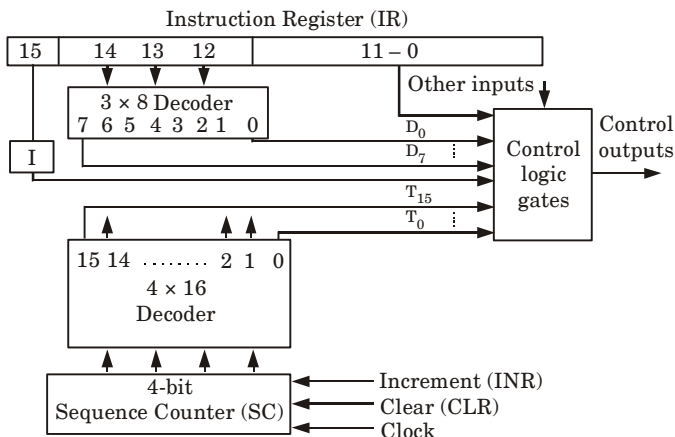 Instruction Register (IR)
15 14 13 12 11 – 0
Other inputs
3 × 8 Decoder
7 6 5 4 3 2 1 0
D0
D7
I
Control
logic
gates
Control
outputs
T15
T0
15 14 ........ 2 1 0
4 × 16
Decoder
4-bit
Sequence Counter (SC)
Increment (INR)
Clear (CLR)
Clock